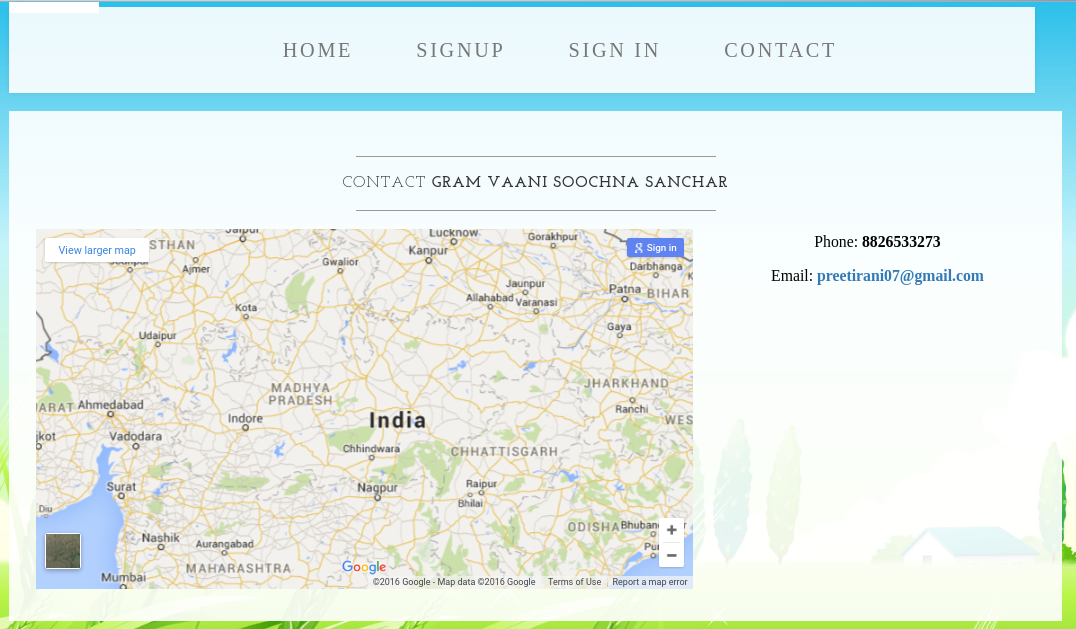 HOME SIGNUP SIGN IN CONTACT
CONTACT GRAM VAANI SOOCHNA SANCHAR
Phone: 8826533273
Email: preetirani07@gmail.com
View larger map
Sign in
STHAN
Jaipur
Lucknow
Gorakhpur
Ajmer
Gwalior
Kanpur
Darbhanga
Jaunpur
Patna
BIHAR
Allahabad
Varanasi
Kota
Gaya
Udaipur
MADHYA
PRADESH
JHARKHAND
ARAT
Ahmedabad
Indore
India
Ranchi
WES
jkot
Vadodara
Chhindwara
CHHATTISGARH
Surat
Nagpur
Raipur
Bhilai
Diu
Nashik
Aurangabad
ODISHA
Bhuban
Pu
MAHARASHTRA
Mumbai
+
−
Google
©2016 Google - Map data ©2016 Google Terms of Use Report a map error